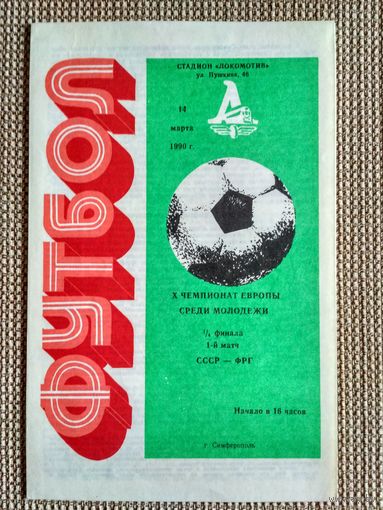 ФУТБОЛ
СТАДИОН «ЛОКОМОТИВ»
ул. Пушкина, 46
14
марта
1990 г.
X ЧЕМПИОНАТ ЕВРОПЫ
СРЕДИ МОЛОДЕЖИ
1/4 финала
1-й матч
СССР — ФРГ
Начало в 16 часов
г. Симферополь